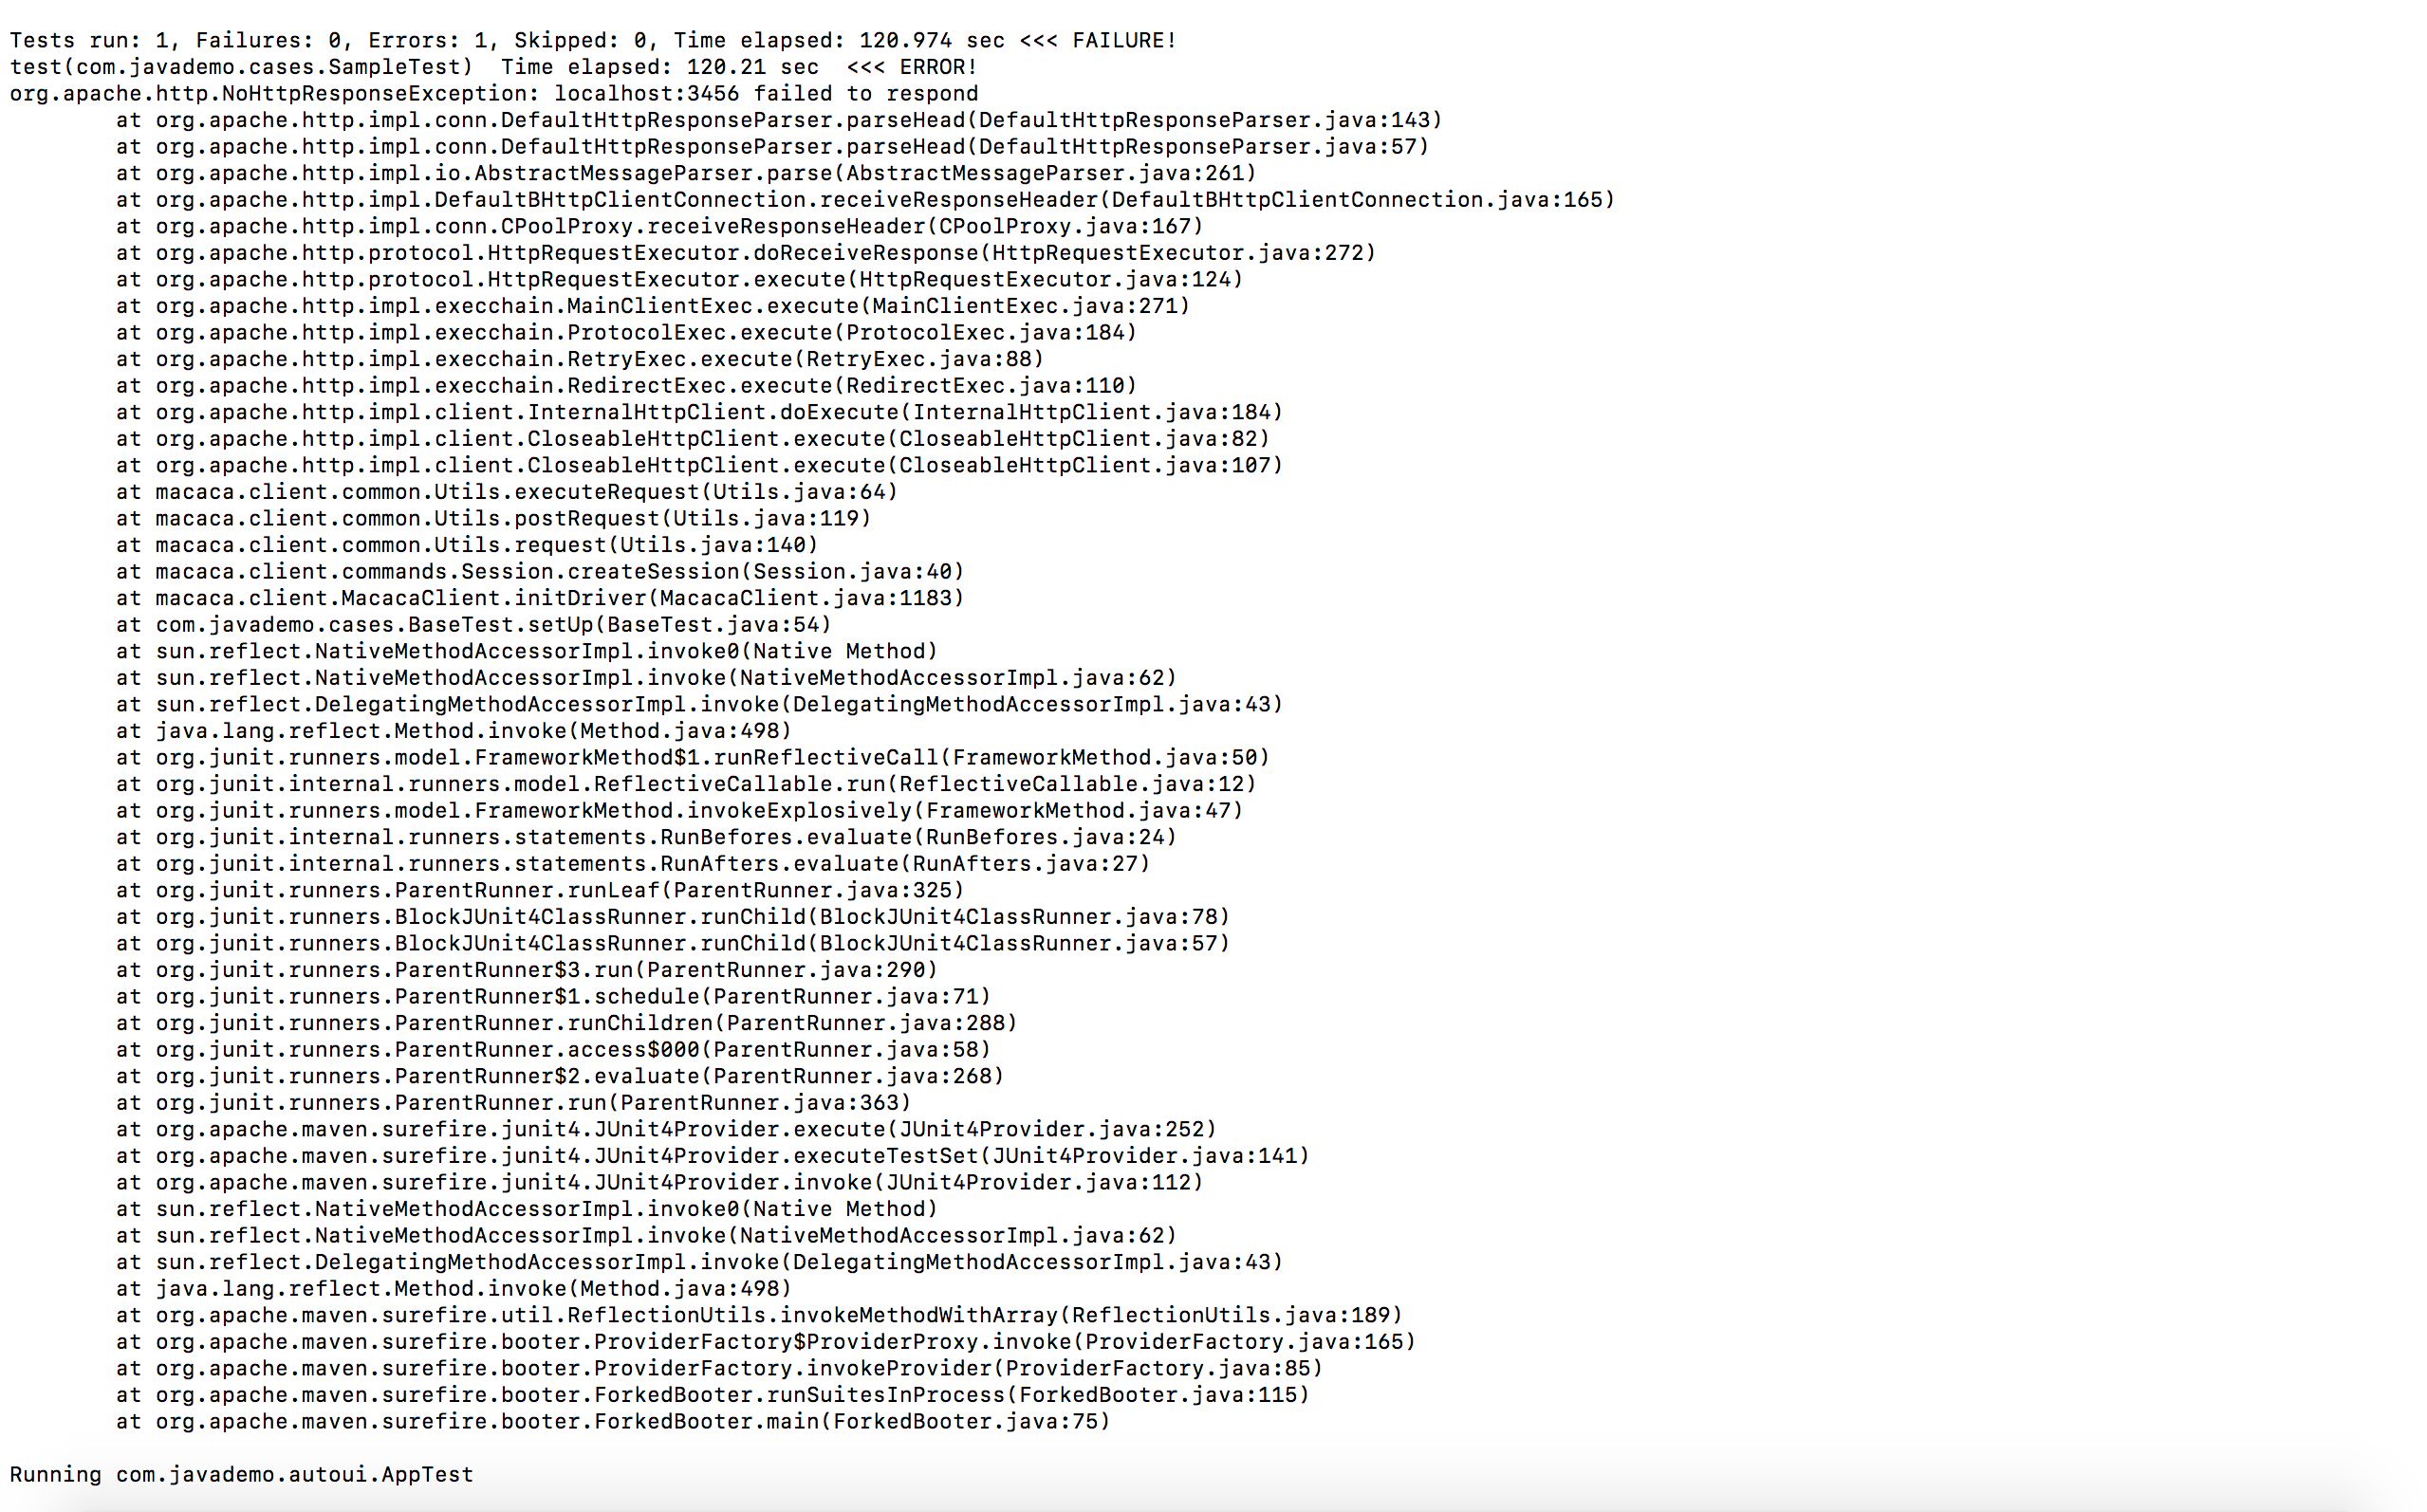 Tests run: 1, Failures: 0, Errors: 1, Skipped: 0, Time elapsed: 120.974 sec <<< FAILURE!
test(com.javademo.cases.SampleTest)  Time elapsed: 120.21 sec  <<< ERROR!
org.apache.http.NoHttpResponseException: localhost:3456 failed to respond
	at org.apache.http.impl.conn.DefaultHttpResponseParser.parseHead(DefaultHttpResponseParser.java:143)
	at org.apache.http.impl.conn.DefaultHttpResponseParser.parseHead(DefaultHttpResponseParser.java:57)
	at org.apache.http.impl.io.AbstractMessageParser.parse(AbstractMessageParser.java:261)
	at org.apache.http.impl.DefaultBHttpClientConnection.receiveResponseHeader(DefaultBHttpClientConnection.java:165)
	at org.apache.http.impl.conn.CPoolProxy.receiveResponseHeader(CPoolProxy.java:167)
	at org.apache.http.protocol.HttpRequestExecutor.doReceiveResponse(HttpRequestExecutor.java:272)
	at org.apache.http.protocol.HttpRequestExecutor.execute(HttpRequestExecutor.java:124)
	at org.apache.http.impl.execchain.MainClientExec.execute(MainClientExec.java:271)
	at org.apache.http.impl.execchain.ProtocolExec.execute(ProtocolExec.java:184)
	at org.apache.http.impl.execchain.RetryExec.execute(RetryExec.java:88)
	at org.apache.http.impl.execchain.RedirectExec.execute(RedirectExec.java:110)
	at org.apache.http.impl.client.InternalHttpClient.doExecute(InternalHttpClient.java:184)
	at org.apache.http.impl.client.CloseableHttpClient.execute(CloseableHttpClient.java:82)
	at org.apache.http.impl.client.CloseableHttpClient.execute(CloseableHttpClient.java:107)
	at macaca.client.common.Utils.executeRequest(Utils.java:64)
	at macaca.client.common.Utils.postRequest(Utils.java:119)
	at macaca.client.common.Utils.request(Utils.java:140)
	at macaca.client.commands.Session.createSession(Session.java:40)
	at macaca.client.MacacaClient.initDriver(MacacaClient.java:1183)
	at com.javademo.cases.BaseTest.setUp(BaseTest.java:54)
	at sun.reflect.NativeMethodAccessorImpl.invoke0(Native Method)
	at sun.reflect.NativeMethodAccessorImpl.invoke(NativeMethodAccessorImpl.java:62)
	at sun.reflect.DelegatingMethodAccessorImpl.invoke(DelegatingMethodAccessorImpl.java:43)
	at java.lang.reflect.Method.invoke(Method.java:498)
	at org.junit.runners.model.FrameworkMethod$1.runReflectiveCall(FrameworkMethod.java:50)
	at org.junit.internal.runners.model.ReflectiveCallable.run(ReflectiveCallable.java:12)
	at org.junit.runners.model.FrameworkMethod.invokeExplosively(FrameworkMethod.java:47)
	at org.junit.internal.runners.statements.RunBefores.evaluate(RunBefores.java:24)
	at org.junit.internal.runners.statements.RunAfters.evaluate(RunAfters.java:27)
	at org.junit.runners.ParentRunner.runLeaf(ParentRunner.java:325)
	at org.junit.runners.BlockJUnit4ClassRunner.runChild(BlockJUnit4ClassRunner.java:78)
	at org.junit.runners.BlockJUnit4ClassRunner.runChild(BlockJUnit4ClassRunner.java:57)
	at org.junit.runners.ParentRunner$3.run(ParentRunner.java:290)
	at org.junit.runners.ParentRunner$1.schedule(ParentRunner.java:71)
	at org.junit.runners.ParentRunner.runChildren(ParentRunner.java:288)
	at org.junit.runners.ParentRunner.access$000(ParentRunner.java:58)
	at org.junit.runners.ParentRunner$2.evaluate(ParentRunner.java:268)
	at org.junit.runners.ParentRunner.run(ParentRunner.java:363)
	at org.apache.maven.surefire.junit4.JUnit4Provider.execute(JUnit4Provider.java:252)
	at org.apache.maven.surefire.junit4.JUnit4Provider.executeTestSet(JUnit4Provider.java:141)
	at org.apache.maven.surefire.junit4.JUnit4Provider.invoke(JUnit4Provider.java:112)
	at sun.reflect.NativeMethodAccessorImpl.invoke0(Native Method)
	at sun.reflect.NativeMethodAccessorImpl.invoke(NativeMethodAccessorImpl.java:62)
	at sun.reflect.DelegatingMethodAccessorImpl.invoke(DelegatingMethodAccessorImpl.java:43)
	at java.lang.reflect.Method.invoke(Method.java:498)
	at org.apache.maven.surefire.util.ReflectionUtils.invokeMethodWithArray(ReflectionUtils.java:189)
	at org.apache.maven.surefire.booter.ProviderFactory$ProviderProxy.invoke(ProviderFactory.java:165)
	at org.apache.maven.surefire.booter.ProviderFactory.invokeProvider(ProviderFactory.java:85)
	at org.apache.maven.surefire.booter.ForkedBooter.runSuitesInProcess(ForkedBooter.java:115)
	at org.apache.maven.surefire.booter.ForkedBooter.main(ForkedBooter.java:75)
Running com.javademo.autoui.AppTest